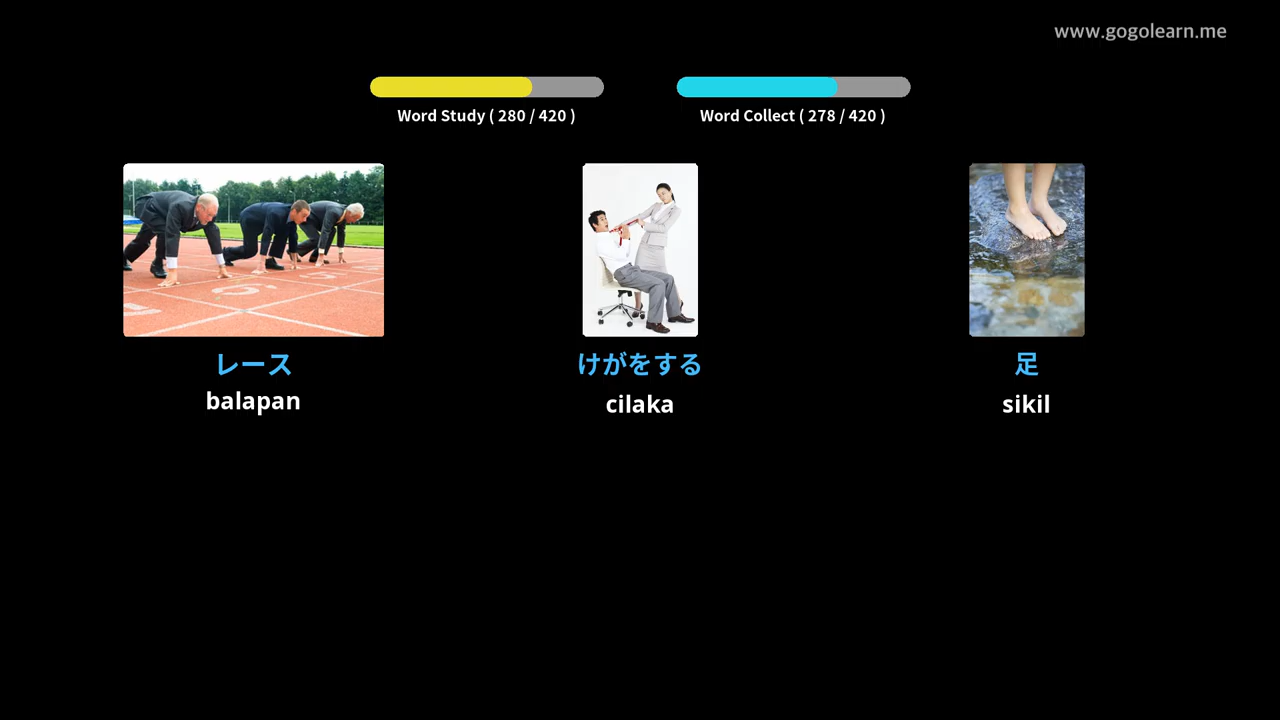 www.gogolearn.me
Word Study ( 280 / 420 )
Word Collect ( 278 / 420 )
レース
balapan
けがをする
cilaka
足
sikil